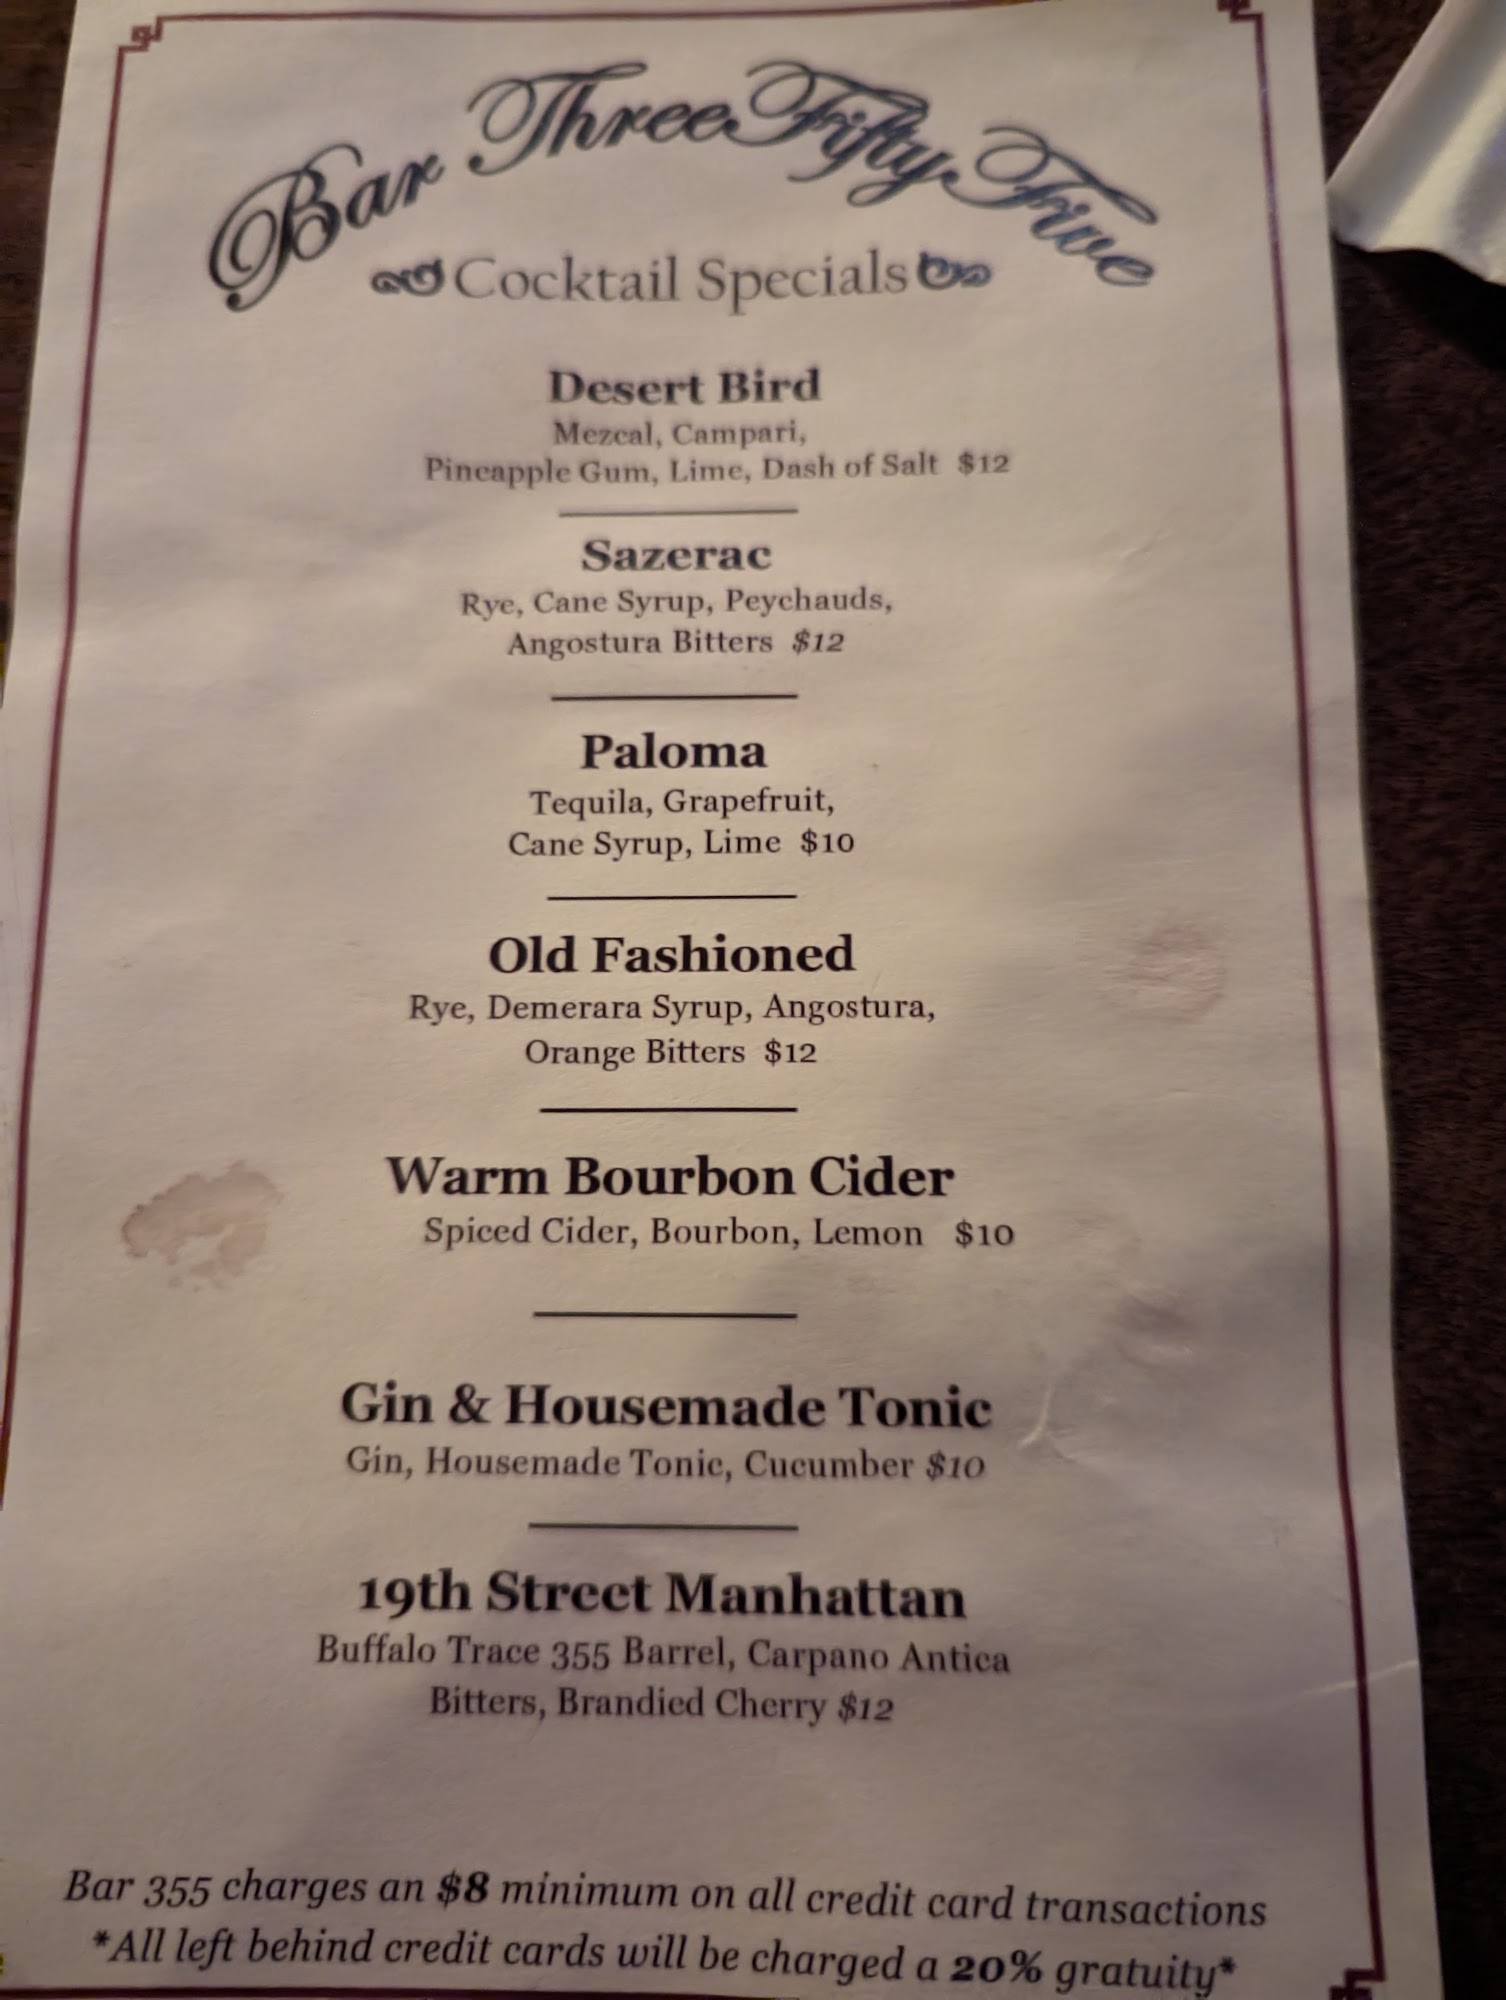 Bar Three Fifty Five
Cocktail Specials
Desert Bird
Mezcal, Campari,
Pineapple Gum, Lime, Dash of Salt $12
Sazerac
Rye, Cane Syrup, Peychauds,
Angostura Bitters $12
Paloma
Tequila, Grapefruit,
Cane Syrup, Lime $10
Old Fashioned
Rye, Demerara Syrup, Angostura,
Orange Bitters $12
Warm Bourbon Cider
Spiced Cider, Bourbon, Lemon $10
Gin & Housemade Tonic
Gin, Housemade Tonic, Cucumber $10
19th Street Manhattan
Buffalo Trace 355 Barrel, Carpano Antica
Bitters, Brandied Cherry $12
Bar 355 charges an $8 minimum on all credit card transactions
*All left behind credit cards will be charged a 20% gratuity*